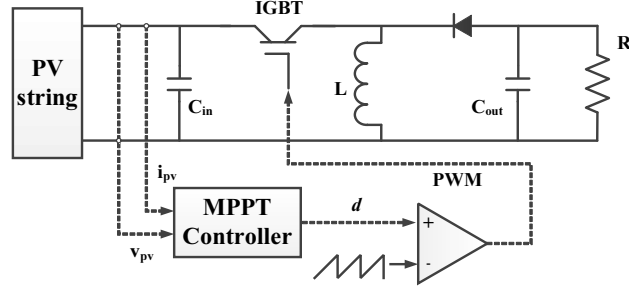 IGBT
R
PV
string
C_in
L
C_out
i_pv
PWM
MPPT
Controller
d
+
-
v_pv